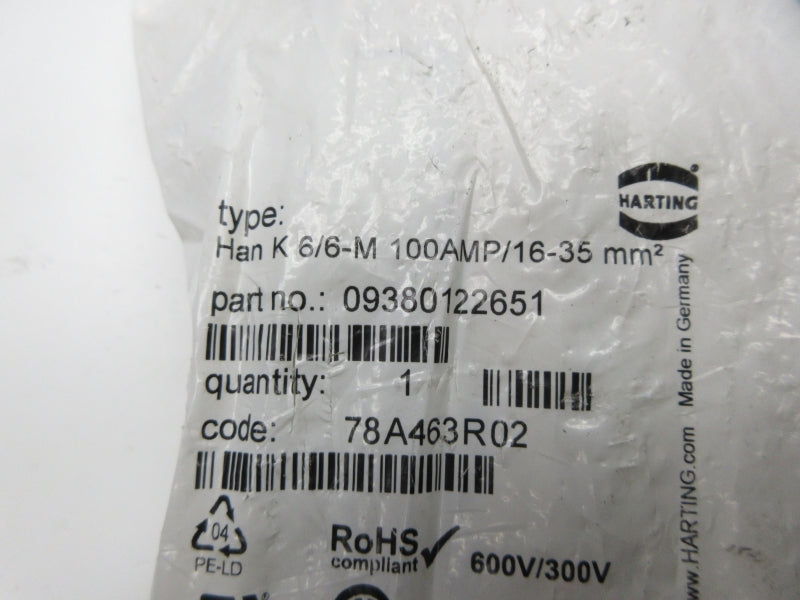 HARTING
type:
Han K 6/6-M 100AMP/16-35 mm²
part no.: 09380122651
quantity: 1
code: 78A463R02
04
PE-LD
RoHS
compliant
600V/300V
www.HARTING.com Made in Germany